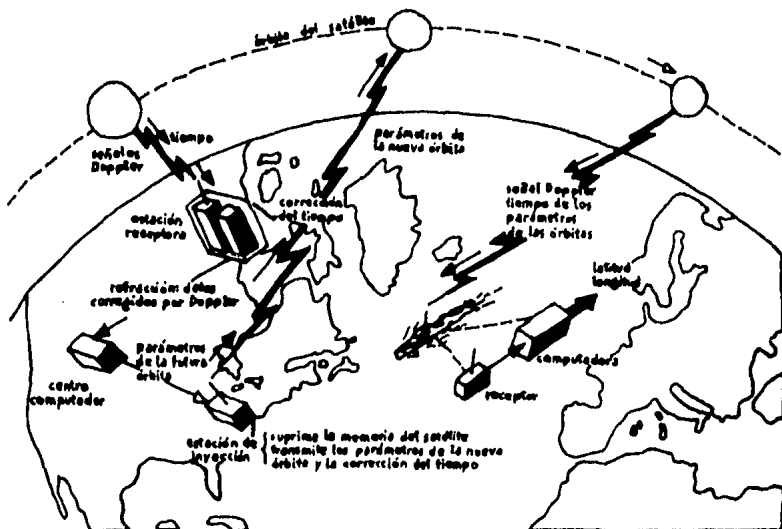 órbita del satélite
tiempo
señales
Doppler
parámetros de
la nueva órbita
estación
receptora
corrección
del tiempo
señal Doppler
tiempo de los
parámetros
de las órbitas
latitud
longitud
refracción datos
corregidos por Doppler
parámetros
de la futura
órbita
centro
computador
computadora
receptor
estación de
inyección
suprime la memoria del satélite
transmite los parámetros de la nueva
órbita y la corrección del tiempo